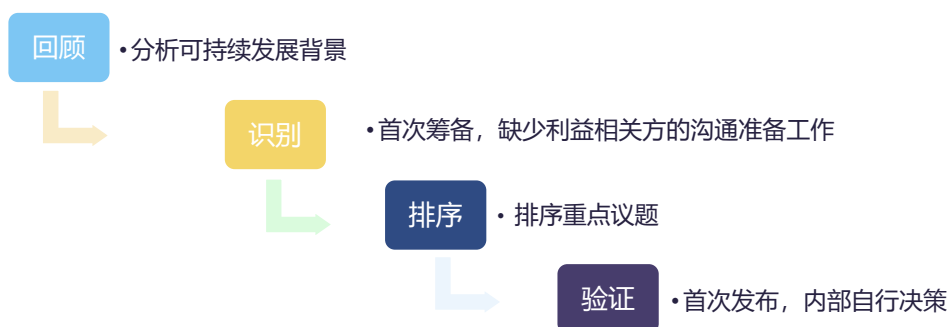 回顾 •分析可持续发展背景
识别 •首次筹备，缺少利益相关方的沟通准备工作
排序 • 排序重点议题
验证 •首次发布，内部自行决策